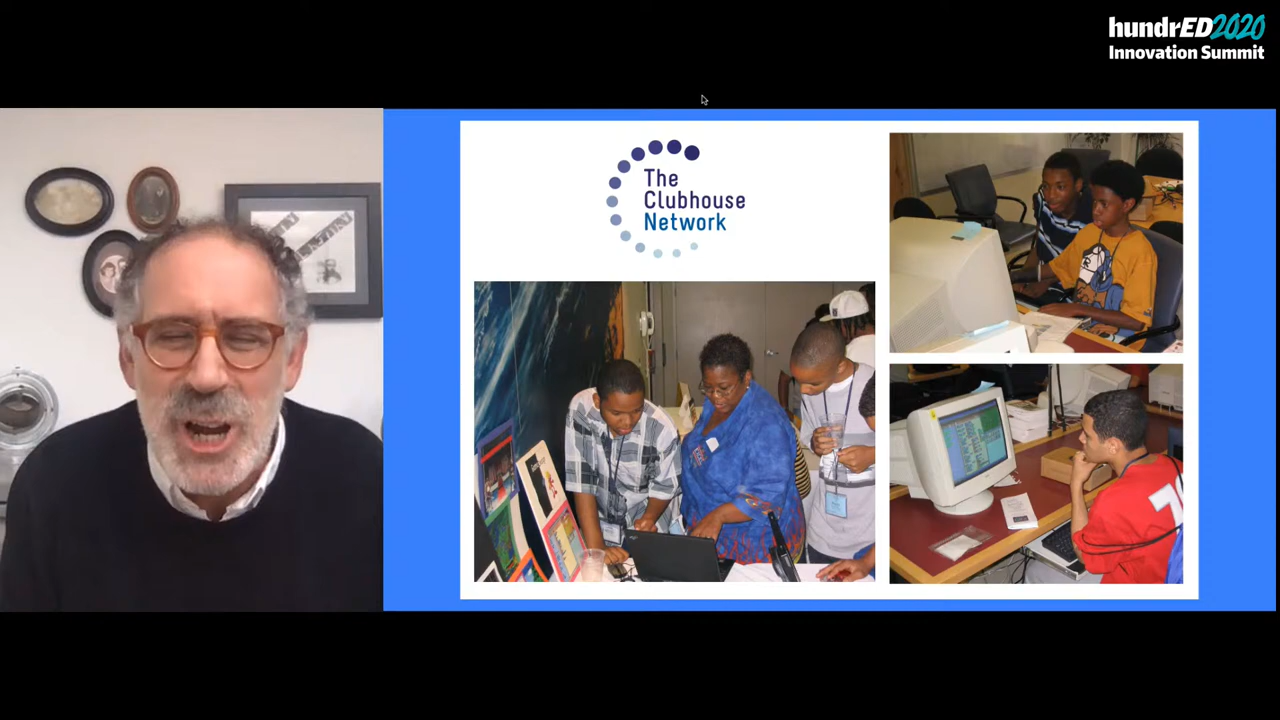 hundrED2020
Innovation Summit
The
Clubhouse
Network